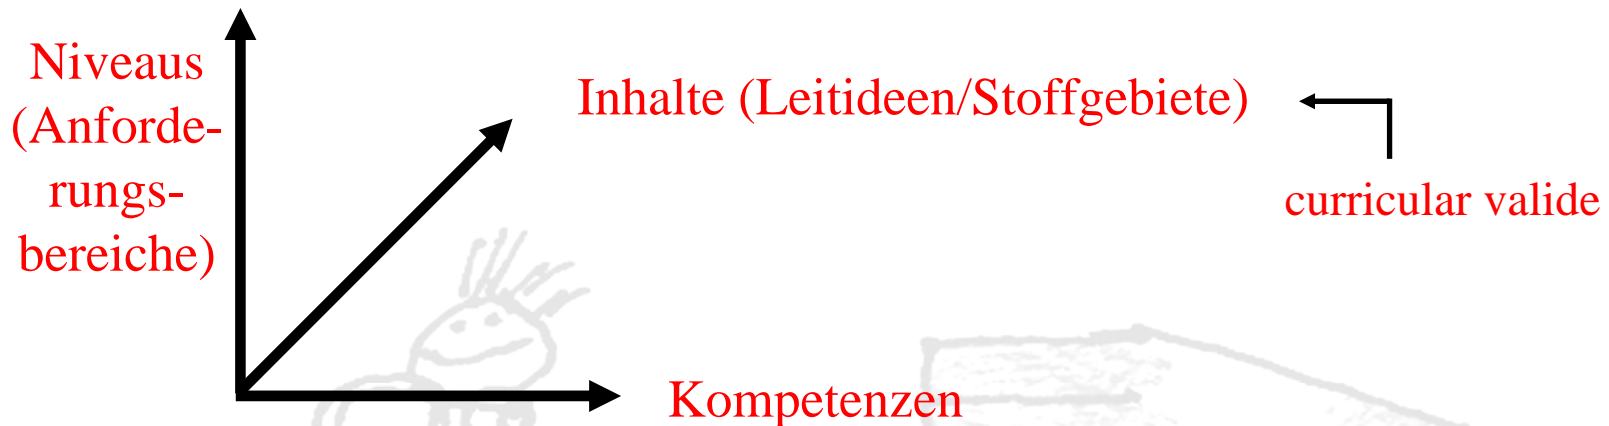 Niveaus
(Anforde-
rungs-
bereiche)
Inhalte (Leitideen/Stoffgebiete)
curricular valide
Kompetenzen